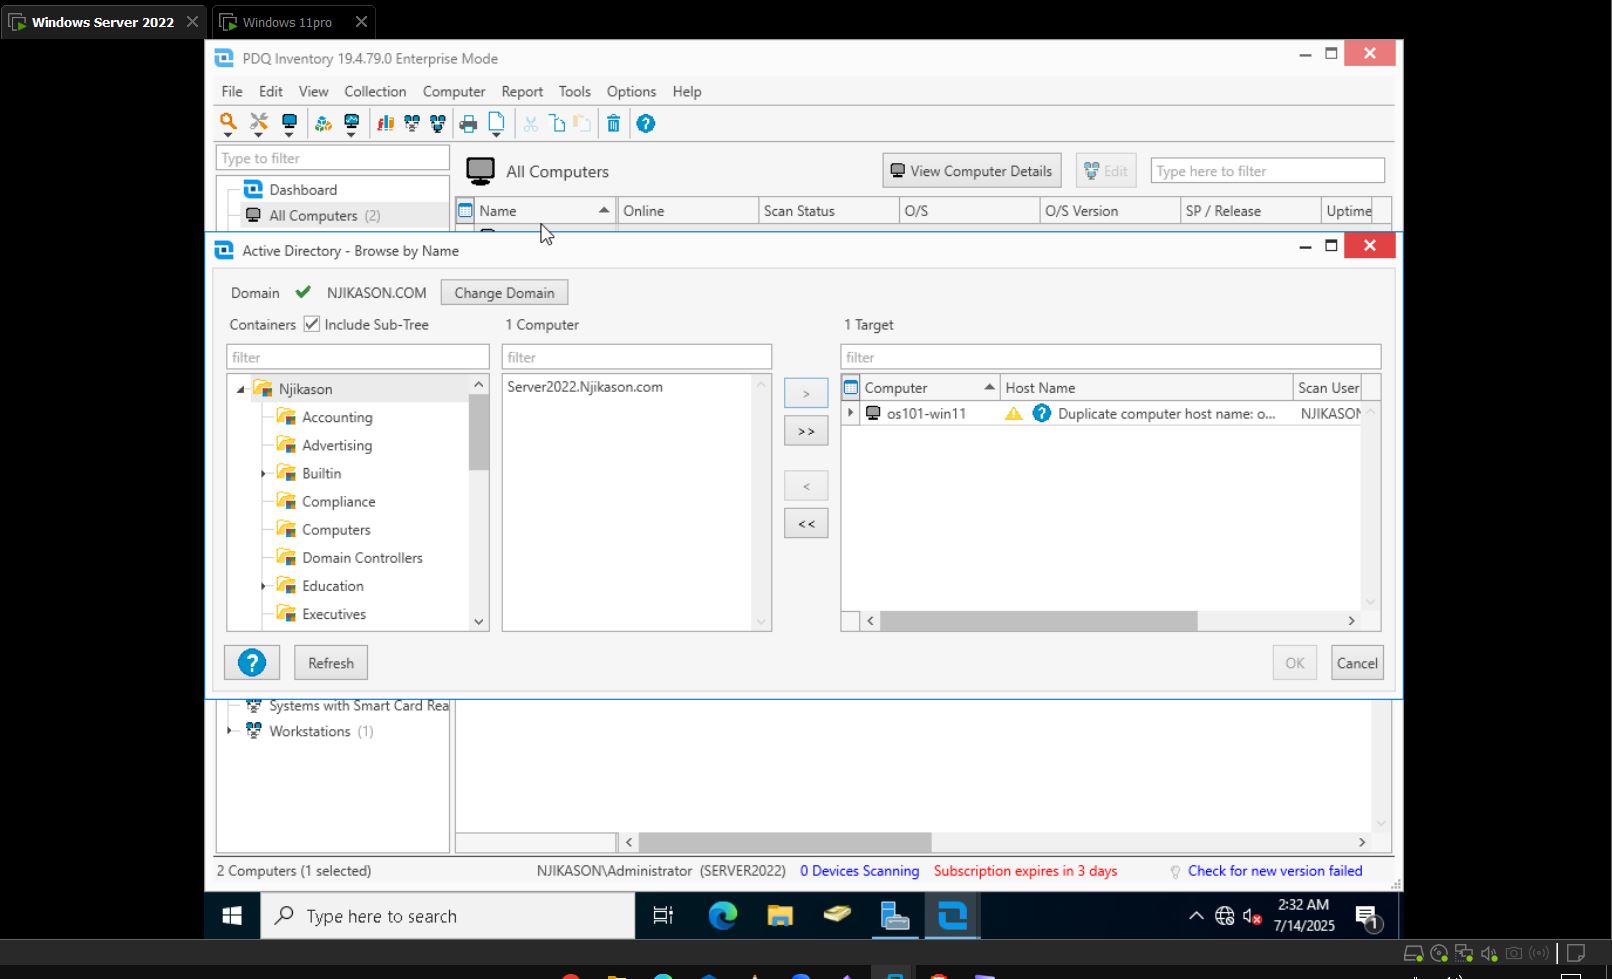 Windows Server 2022
Windows 11pro
PDQ Inventory 19.4.79.0 Enterprise Mode
File Edit View Collection Computer Report Tools Options Help
Type to filter
All Computers
View Computer Details
Edit
Type here to filter
Dashboard
All Computers (2)
Name Online Scan Status O/S O/S Version SP / Release Uptime
Active Directory - Browse by Name
Domain NJIKASON.COM Change Domain
Containers Include Sub-Tree
1 Computer
1 Target
filter
filter
filter
Njikason
Accounting
Advertising
Builtin
Compliance
Computers
Domain Controllers
Education
Executives
Server2022.Njikason.com
>
>>
<
<<
Computer Host Name Scan User
os101-win11 Duplicate computer host name: o... NJIKASON
? Refresh
OK Cancel
Systems with Smart Card Rea
Workstations (1)
2 Computers (1 selected)
NJIKASON\Administrator (SERVER2022)
0 Devices Scanning
Subscription expires in 3 days
Check for new version failed
Type here to search
2:32 AM
7/14/2025
1